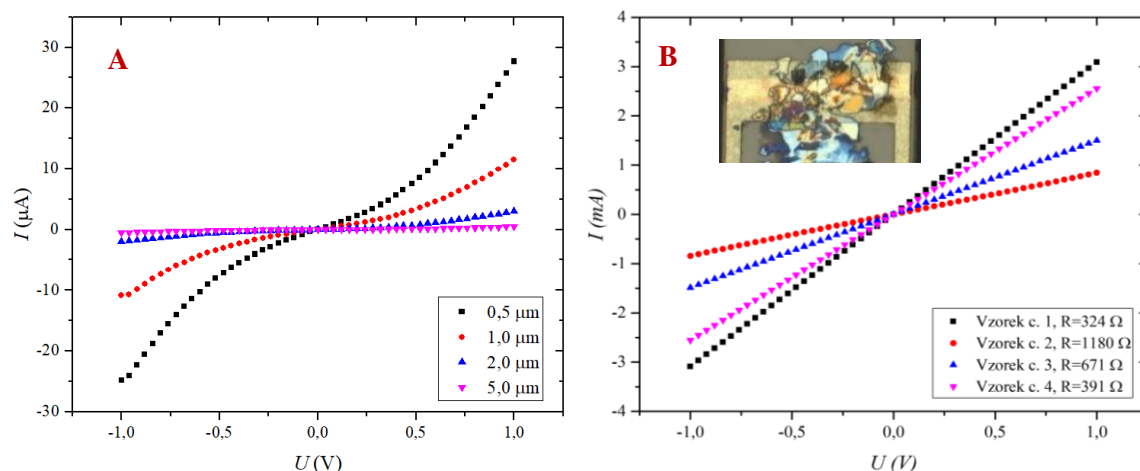 A
I (μA)
30
20
10
0
-10
-20
-30
-1,0
-0,5
0,0
0,5
1,0
U (V)
0,5 μm
1,0 μm
2,0 μm
5,0 μm
B
I (mA)
4
3
2
1
0
-1
-2
-3
-4
-1,0
-0,5
0,0
0,5
1,0
U (V)
Vzorek c. 1, R=324 Ω
Vzorek c. 2, R=1180 Ω
Vzorek c. 3, R=671 Ω
Vzorek c. 4, R=391 Ω